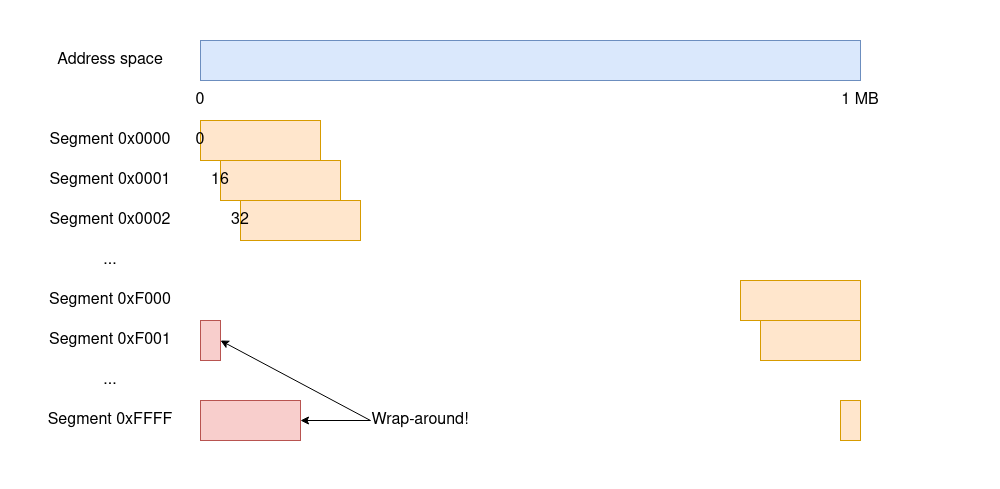 Address space
0
1 MB
Segment 0x0000
0
Segment 0x0001
16
Segment 0x0002
32
...
Segment 0xF000
Segment 0xF001
...
Segment 0xFFFF
Wrap-around!